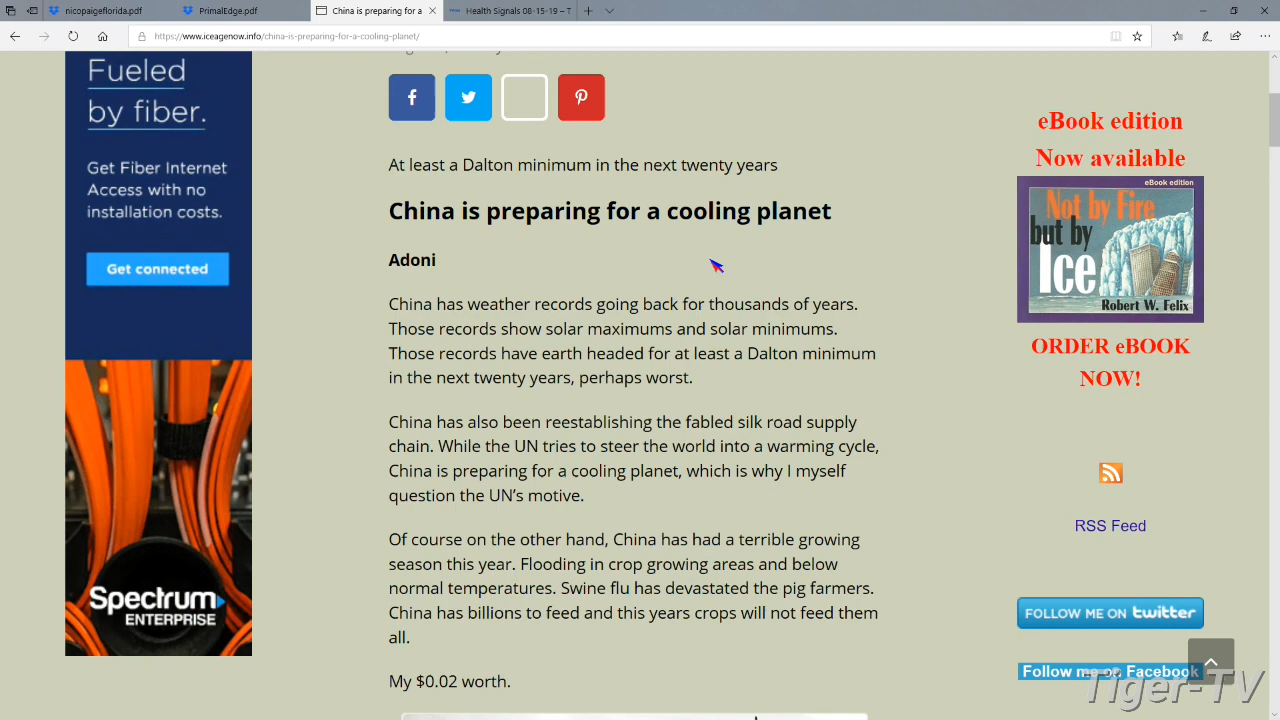 nicopaigeflorida.pdf
PrimalEdge.pdf
China is preparing for a
Health Signals 08-15-19 – T
https://www.iceagenow.info/china-is-preparing-for-a-cooling-planet/
Fueled
by fiber.
Get Fiber Internet
Access with no
installation costs.
Get connected
Spectrum
ENTERPRISE
At least a Dalton minimum in the next twenty years
China is preparing for a cooling planet
Adoni
China has weather records going back for thousands of years.
Those records show solar maximums and solar minimums.
Those records have earth headed for at least a Dalton minimum
in the next twenty years, perhaps worst.
China has also been reestablishing the fabled silk road supply
chain. While the UN tries to steer the world into a warming cycle,
China is preparing for a cooling planet, which is why I myself
question the UN’s motive.
Of course on the other hand, China has had a terrible growing
season this year. Flooding in crop growing areas and below
normal temperatures. Swine flu has devastated the pig farmers.
China has billions to feed and this years crops will not feed them
all.
My $0.02 worth.
eBook edition
Now available
eBook edition
Not by Fire
but by
Ice
Robert W. Felix
ORDER eBOOK
NOW!
RSS Feed
FOLLOW ME ON twitter
Follow me on Facebook
Tiger-TV